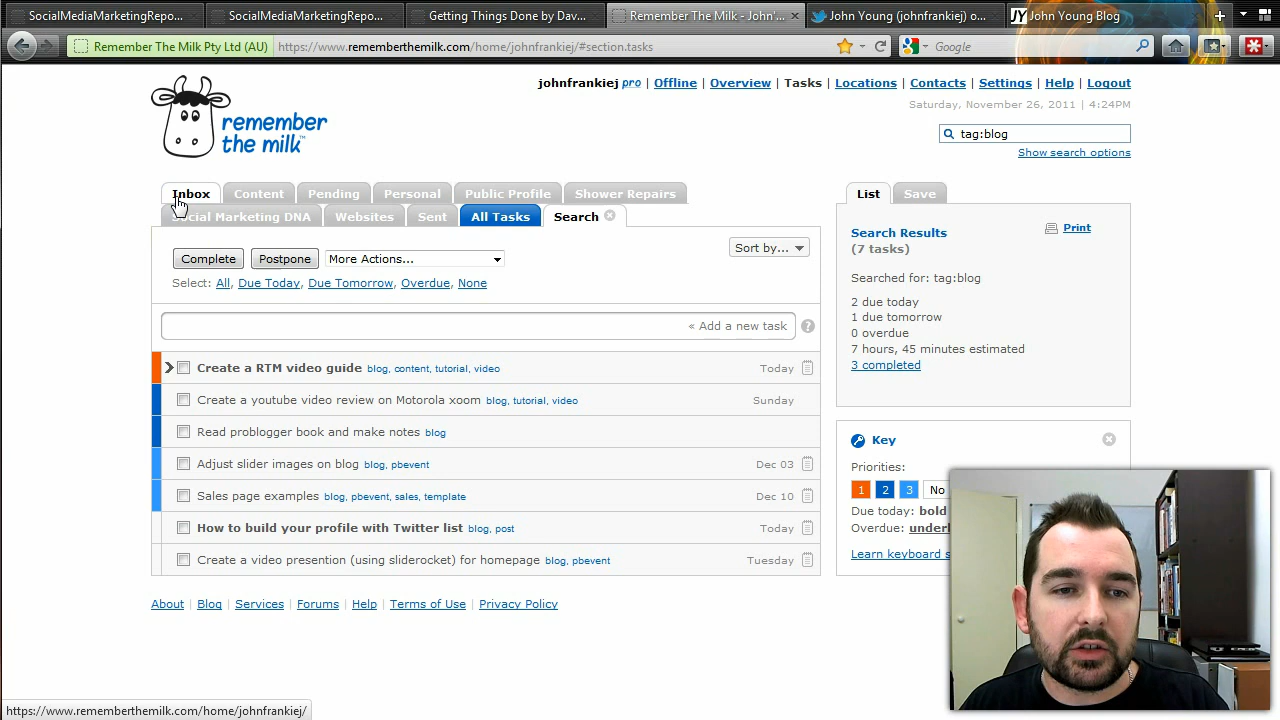 SocialMediaMarketingRepo...
SocialMediaMarketingRepo...
Getting Things Done by Dav...
Remember The Milk - John'...
John Young (johnfrankiej) o...
JY John Young Blog
Remember The Milk Pty Ltd (AU)
https://www.rememberthemilk.com/home/johnfrankiej/#section.tasks
Google
johnfrankiej pro | Offline | Overview | Tasks | Locations | Contacts | Settings | Help | Logout
Saturday, November 26, 2011 | 4:24PM
remember
the milk™
tag:blog
Show search options
Inbox Content Pending Personal Public Profile Shower Repairs
Social Marketing DNA Websites Sent All Tasks Search
List Save
Complete Postpone More Actions...
Sort by...
Select: All, Due Today, Due Tomorrow, Overdue, None
« Add a new task ?
Create a RTM video guide blog, content, tutorial, video Today
Create a youtube video review on Motorola xoom blog, tutorial, video Sunday
Read problogger book and make notes blog
Adjust slider images on blog blog, pbevent Dec 03
Sales page examples blog, pbevent, sales, template Dec 10
How to build your profile with Twitter list blog, post Today
Create a video presention (using sliderocket) for homepage blog, pbevent Tuesday
Search Results
Print
(7 tasks)
Searched for: tag:blog
2 due today
1 due tomorrow
0 overdue
7 hours, 45 minutes estimated
3 completed
Key
Priorities:
1 2 3 No
Due today: bold
Overdue:
Learn keyboard
About | Blog | Services | Forums | Help | Terms of Use | Privacy Policy
https://www.rememberthemilk.com/home/johnfrankiej/